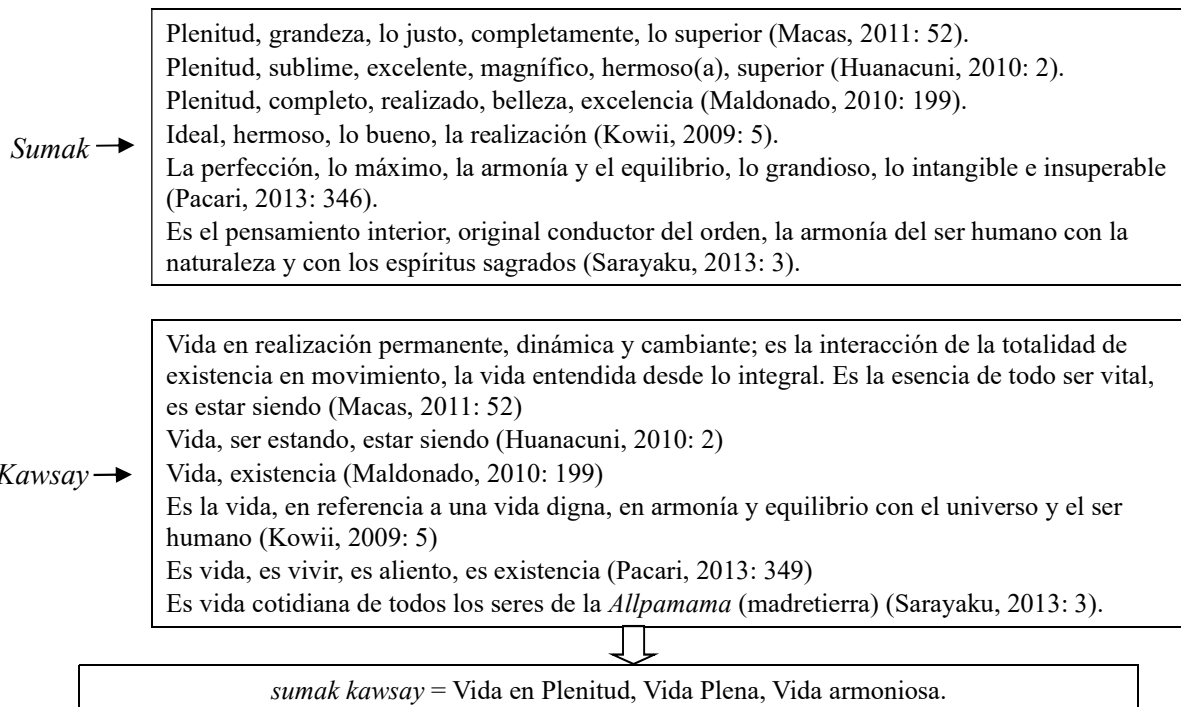 Plenitud, grandeza, lo justo, completamente, lo superior (Macas, 2011: 52).
Plenitud, sublime, excelente, magnífico, hermoso(a), superior (Huanacuni, 2010: 2).
Plenitud, completo, realizado, belleza, excelencia (Maldonado, 2010: 199).
Sumak
Ideal, hermoso, lo bueno, la realización (Kowii, 2009: 5).
La perfección, lo máximo, la armonía y el equilibrio, lo grandioso, lo intangible e insuperable
(Pacari, 2013: 346).
Es el pensamiento interior, original conductor del orden, la armonía del ser humano con la
naturaleza y con los espíritus sagrados (Sarayaku, 2013: 3).
Vida en realización permanente, dinámica y cambiante; es la interacción de la totalidad de
existencia en movimiento, la vida entendida desde lo integral. Es la esencia de todo ser vital,
es estar siendo (Macas, 2011: 52)
Vida, ser estando, estar siendo (Huanacuni, 2010: 2)
Kawsay
Vida, existencia (Maldonado, 2010: 199)
Es la vida, en referencia a una vida digna, en armonía y equilibrio con el universo y el ser
humano (Kowii, 2009: 5)
Es vida, es vivir, es aliento, es existencia (Pacari, 2013: 349)
Es vida cotidiana de todos los seres de la Allpamama (madretierra) (Sarayaku, 2013: 3).
sumak kawsay = Vida en Plenitud, Vida Plena, Vida armoniosa.